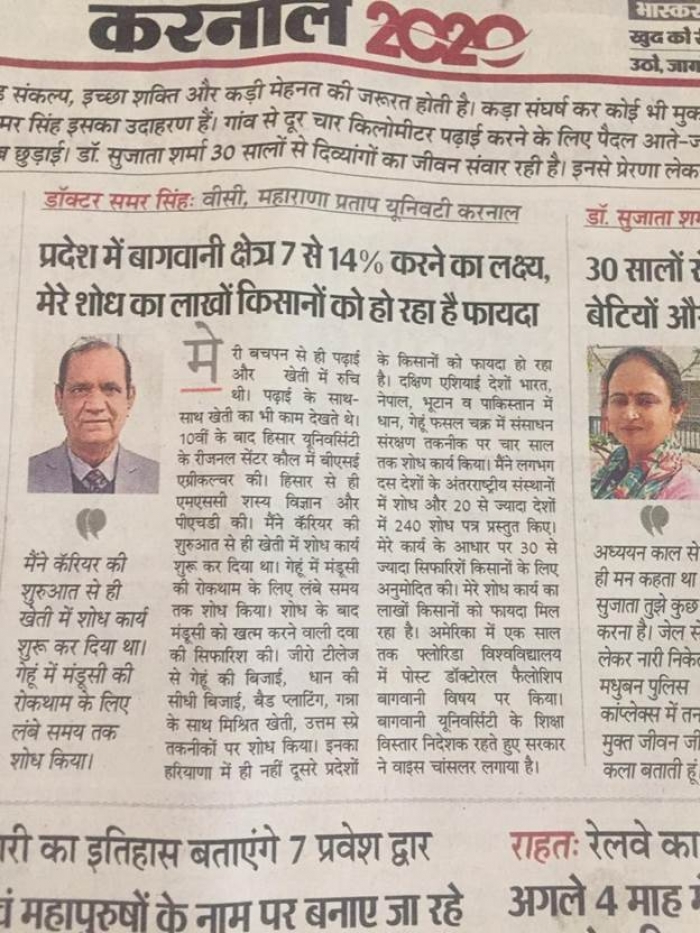 करनाल 2020
भास्कर
खुद को
उठो, जाग
संकल्प, इच्छा शक्ति और कड़ी मेहनत की जरूरत होती है। कड़ा संघर्ष कर कोई भी मुक
मर सिंह इसका उदाहरण हैं। गांव से दूर चार किलोमीटर पढ़ाई करने के लिए पैदल आते-ज
छुड़ाई। डॉ. सुजाता शर्मा 30 सालों से दिव्यांगों का जीवन संवार रही है। इनसे प्रेरणा लेक
डॉक्टर समर सिंह: वीसी, महाराणा प्रताप यूनिवटी करनाल
प्रदेश में बागवानी क्षेत्र 7 से 14% करने का लक्ष्य,
मेरे शोध का लाखों किसानों को हो रहा है फायदा
मैंने कॅरियर की
शुरुआत से ही
खेती में शोध कार्य
शुरू कर दिया था।
गेहूं में मंडूसी की
रोकथाम के लिए
लंबे समय तक
शोध किया।
मेरी बचपन से ही पढ़ाई
और खेती में रुचि
थी। पढ़ाई के साथ-
साथ खेती का भी काम देखते थे।
10वीं के बाद हिसार यूनिवर्सिटी
के रीजनल सेंटर कौल में बीएसई
एग्रीकल्चर की। हिसार से ही
एमएससी शस्य विज्ञान और
पीएचडी की। मैंने कॅरियर की
शुरुआत से ही खेती में शोध कार्य
शुरू कर दिया था। गेहूं में मंडूसी
की रोकथाम के लिए लंबे समय
तक शोध किया। शोध के बाद
मंडूसी को खत्म करने वाली दवा
की सिफारिश की। जीरो टीलेज
से गेहूं की बिजाई, धान की
सीधी बिजाई, बैड प्लाटिंग, गन्ना
के साथ मिश्रित खेती, उत्तम स्प्रे
तकनीकों पर शोध किया। इनका
हरियाणा में ही नहीं दूसरे प्रदेशों
के किसानों को फायदा हो रहा
है। दक्षिण एशियाई देशों भारत,
नेपाल, भूटान व पाकिस्तान में
धान, गेहूं फसल चक्र में संसाधन
संरक्षण तकनीक पर चार साल
तक शोध कार्य किया। मैंने लगभग
दस देशों के अंतरराष्ट्रीय संस्थानों
में शोध और 20 से ज्यादा देशों
में 240 शोध पत्र प्रस्तुत किए।
मेरे कार्य के आधार पर 30 से
ज्यादा सिफारिशें किसानों के लिए
अनुमोदित की। मेरे शोध कार्य का
लाखों किसानों को फायदा मिल
रहा है। अमेरिका में एक साल
तक फ्लोरिडा विश्वविद्यालय
में पोस्ट डॉक्टोरल फैलोशिप
बागवानी विषय पर किया।
बागवानी यूनिवर्सिटी के शिक्षा
विस्तार निदेशक रहते हुए सरकार
ने वाइस चांसलर लगाया है।
डॉ. सुजाता शर्म
30 सालों से
बेटियों और
अध्ययन काल से
ही मन कहता था
सुजाता तुझे कुछ
करना है। जेल से
लेकर नारी निके
मधुबन पुलिस
कांप्लेक्स में तन
मुक्त जीवन जी
कला बताती हूं
री का इतिहास बताएंगे 7 प्रवेश द्वार
महापुरुषों के नाम पर बनाए जा रहे
राहत: रेलवे का
अगले 4 माह में